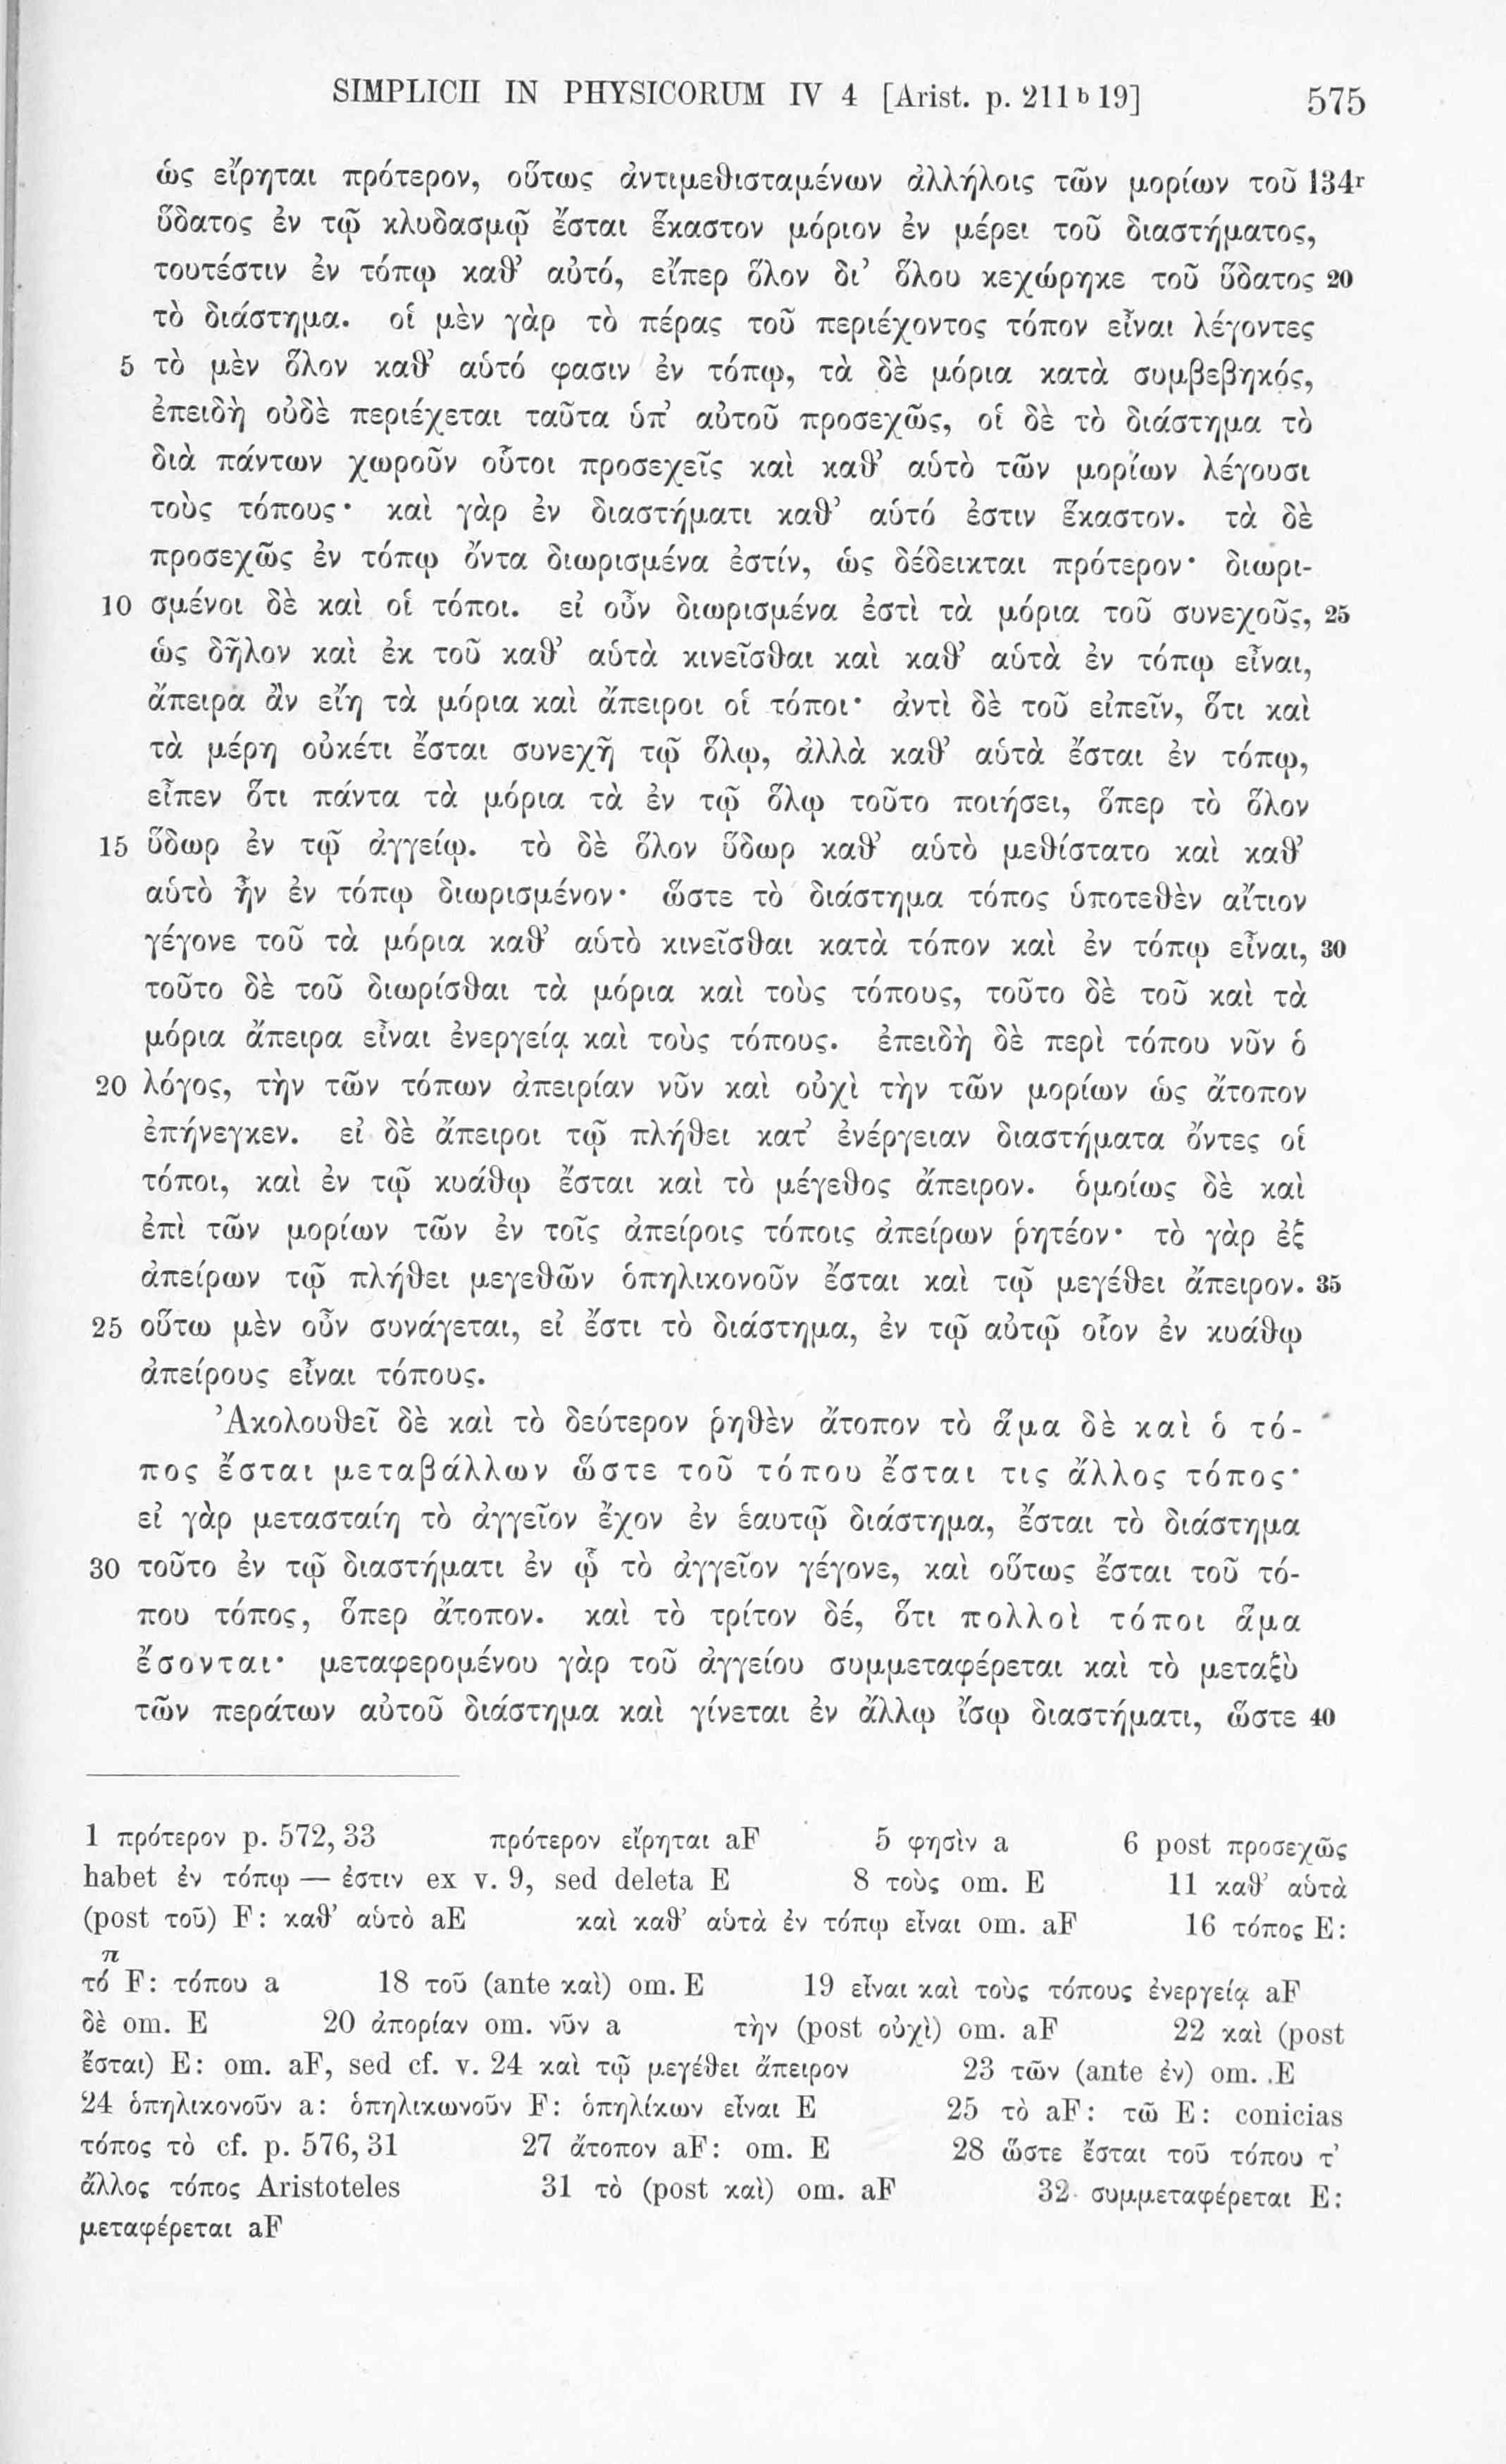 SIMPLICII IN PHYSICORUM IV 4 [Arist. p. 211 b 19] 575
ὡς εἴρηται πρότερον, οὕτως ἀντιμεθισταμένων ἀλλήλοις τῶν μορίων τοῦ 134r
ὕδατος ἐν τῷ κλυδασμῷ ἔσται ἕκαστον μόριον ἐν μέρει τοῦ διαστήματος,
τουτέστιν ἐν τόπῳ καθ’ αὑτό, εἴπερ ὅλον δι’ ὅλου κεχώρηκε τοῦ ὕδατος 20
τὸ διάστημα. οἱ μὲν γὰρ τὸ πέρας τοῦ περιέχοντος τόπον εἶναι λέγοντες
5 τὸ μὲν ὅλον καθ’ αὑτό φασιν ἐν τόπῳ, τὰ δὲ μόρια κατὰ συμβεβηκός,
ἐπειδὴ οὐδὲ περιέχεται ταῦτα ὑπ’ αὐτοῦ προσεχῶς, οἱ δὲ τὸ διάστημα τὸ
διὰ πάντων χωροῦν οὗτοι προσεχεῖς καὶ καθ’ αὑτὸ τῶν μορίων λέγουσι
τοὺς τόπους· καὶ γὰρ ἐν διαστήματι καθ’ αὑτό ἐστιν ἕκαστον. τὰ δὲ
προσεχῶς ἐν τόπῳ ὄντα διωρισμένα ἐστίν, ὡς δέδεικται πρότερον· διωρι-
10 σμένοι δὲ καὶ οἱ τόποι. εἰ οὖν διωρισμένα ἐστὶ τὰ μόρια τοῦ συνεχοῦς, 25
ὡς δῆλον καὶ ἐκ τοῦ καθ’ αὑτὰ κινεῖσθαι καὶ καθ’ αὑτὰ ἐν τόπῳ εἶναι,
ἄπειρα ἂν εἴη τὰ μόρια καὶ ἄπειροι οἱ τόποι· ἀντὶ δὲ τοῦ εἰπεῖν, ὅτι καὶ
τὰ μέρη οὐκέτι ἔσται συνεχῆ τῷ ὅλῳ, ἀλλὰ καθ’ αὑτὰ ἔσται ἐν τόπῳ,
εἶπεν ὅτι πάντα τὰ μόρια τὰ ἐν τῷ ὅλῳ τοῦτο ποιήσει, ὅπερ τὸ ὅλον
15 ὕδωρ ἐν τῷ ἀγγείῳ. τὸ δὲ ὅλον ὕδωρ καθ’ αὑτὸ μεθίστατο καὶ καθ’
αὑτὸ ἦν ἐν τόπῳ διωρισμένον· ὥστε τὸ διάστημα τόπος ὑποτεθὲν αἴτιον
γέγονε τοῦ τὰ μόρια καθ’ αὑτὸ κινεῖσθαι κατὰ τόπον καὶ ἐν τόπῳ εἶναι, 30
τοῦτο δὲ τοῦ διωρίσθαι τὰ μόρια καὶ τοὺς τόπους, τοῦτο δὲ τοῦ καὶ τὰ
μόρια ἄπειρα εἶναι ἐνεργείᾳ καὶ τοὺς τόπους. ἐπειδὴ δὲ περὶ τόπου νῦν ὁ
20 λόγος, τὴν τῶν τόπων ἀπειρίαν νῦν καὶ οὐχὶ τὴν τῶν μορίων ὡς ἄτοπον
ἐπήνεγκεν. εἰ δὲ ἄπειροι τῷ πλήθει κατ’ ἐνέργειαν διαστήματα ὄντες οἱ
τόποι, καὶ ἐν τῷ κυάθῳ ἔσται καὶ τὸ μέγεθος ἄπειρον. ὁμοίως δὲ καὶ
ἐπὶ τῶν μορίων τῶν ἐν τοῖς ἀπείροις τόποις ἀπείρων ῥητέον· τὸ γὰρ ἐξ
ἀπείρων τῷ πλήθει μεγεθῶν ὁπηλικονοῦν ἔσται καὶ τῷ μεγέθει ἄπειρον. 35
25 οὕτω μὲν οὖν συνάγεται, εἰ ἔστι τὸ διάστημα, ἐν τῷ αὐτῷ οἷον ἐν κυάθῳ
ἀπείρους εἶναι τόπους.
Ἀκολουθεῖ δὲ καὶ τὸ δεύτερον ῥηθὲν ἄτοπον τὸ ἅμα δὲ καὶ ὁ τό-
πος ἔσται μεταβάλλων ὥστε τοῦ τόπου ἔσται τις ἄλλος τόπος·
εἰ γὰρ μετασταίη τὸ ἀγγεῖον ἔχον ἐν ἑαυτῷ διάστημα, ἔσται τὸ διάστημα
30 τοῦτο ἐν τῷ διαστήματι ἐν ᾧ τὸ ἀγγεῖον γέγονε, καὶ οὕτως ἔσται τοῦ τό-
που τόπος, ὅπερ ἄτοπον. καὶ τὸ τρίτον δέ, ὅτι πολλοὶ τόποι ἅμα
ἔσονται· μεταφερομένου γὰρ τοῦ ἀγγείου συμμεταφέρεται καὶ τὸ μεταξὺ
τῶν περάτων αὐτοῦ διάστημα καὶ γίνεται ἐν ἄλλῳ ἴσῳ διαστήματι, ὥστε 40
1 πρότερον p. 572, 33 πρότερον εἴρηται aF 5 φησὶν a 6 post προσεχῶς
habet ἐν τόπῳ — ἐστιν ex v. 9, sed deleta E 8 τοὺς om. E 11 καθ’ αὑτὰ
(post τοῦ) F: καθ’ αὑτὸ aE καὶ καθ’ αὑτὰ ἐν τόπῳ εἶναι om. aF 16 τόπος E:
π
τό F: τόπου a 18 τοῦ (ante καὶ) om. E 19 εἶναι καὶ τοὺς τόπους ἐνεργείᾳ aF
δὲ om. E 20 ἀπορίαν om. νῦν a τὴν (post οὐχὶ) om. aF 22 καὶ (post
ἔσται) E: om. aF, sed cf. v. 24 καὶ τῷ μεγέθει ἄπειρον 23 τῶν (ante ἐν) om. E
24 ὁπηλικονοῦν a: ὁπηλικωνοῦν F: ὁπηλίκων εἶναι E 25 τὸ aF: τῶ E: conicias
τόπος τὸ cf. p. 576, 31 27 ἄτοπον aF: om. E 28 ὥστε ἔσται τοῦ τόπου τ’
ἄλλος τόπος Aristoteles 31 τὸ (post καὶ) om. aF 32 συμμεταφέρεται E:
μεταφέρεται aF